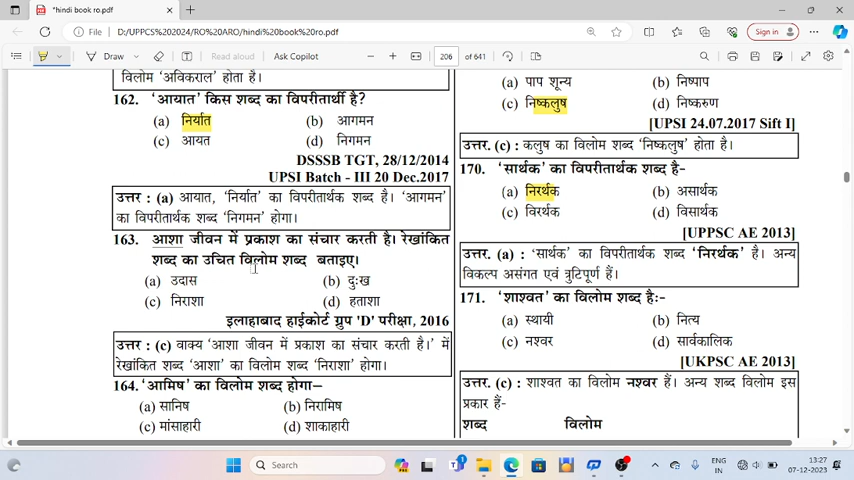 *hindi book ro.pdf
File
D:/UPPCS%202024/RO%20ARO/hindi%20book%20ro.pdf
Sign in
Draw
Read aloud
Ask Copilot
206
of 641
विलोम 'अविकराल' होता है।
162. 'आयात' किस शब्द का विपरीतार्थी है?
(a) निर्यात
(b) आगमन
(c) आयत
(d) निगमन
DSSSB TGT, 28/12/2014
UPSI Batch - III 20 Dec.2017
उत्तर : (a) आयात, 'निर्यात' का विपरीतार्थक शब्द है। 'आगमन'
का विपरीतार्थक शब्द 'निगमन' होगा।
163. आशा जीवन में प्रकाश का संचार करती है। रेखांकित
शब्द का उचित विलोम शब्द बताइए।
(a) उदास
(b) दुःख
(c) निराशा
(d) हताशा
इलाहाबाद हाईकोर्ट ग्रुप 'D' परीक्षा, 2016
उत्तर : (c) वाक्य 'आशा जीवन में प्रकाश का संचार करती है।' में
रेखांकित शब्द 'आशा' का विलोम शब्द 'निराशा' होगा।
164. 'आमिष' का विलोम शब्द होगा–
(a) सानिष
(b) निरामिष
(c) मांसाहारी
(d) शाकाहारी
(a) पाप शून्य
(b) निष्पाप
(c) निष्कलुष
(d) निष्करुण
[UPSI 24.07.2017 Sift I]
उत्तर. (c) : कलुष का विलोम शब्द 'निष्कलुष' होता है।
170. 'सार्थक' का विपरीतार्थक शब्द है-
(a) निरर्थक
(b) असार्थक
(c) विरर्थक
(d) विसार्थक
[UPPSC AE 2013]
उत्तर. (a) : 'सार्थक' का विपरीतार्थक शब्द 'निरर्थक' है। अन्य
विकल्प असंगत एवं त्रुटिपूर्ण हैं।
171. 'शाश्वत' का विलोम शब्द है:-
(a) स्थायी
(b) नित्य
(c) नश्वर
(d) सार्वकालिक
[UKPSC AE 2013]
उत्तर. (c) : शाश्वत का विलोम नश्वर हैं। अन्य शब्द विलोम इस
प्रकार हैं-
शब्द विलोम
Search
ENG
IN
13:27
07-12-2023